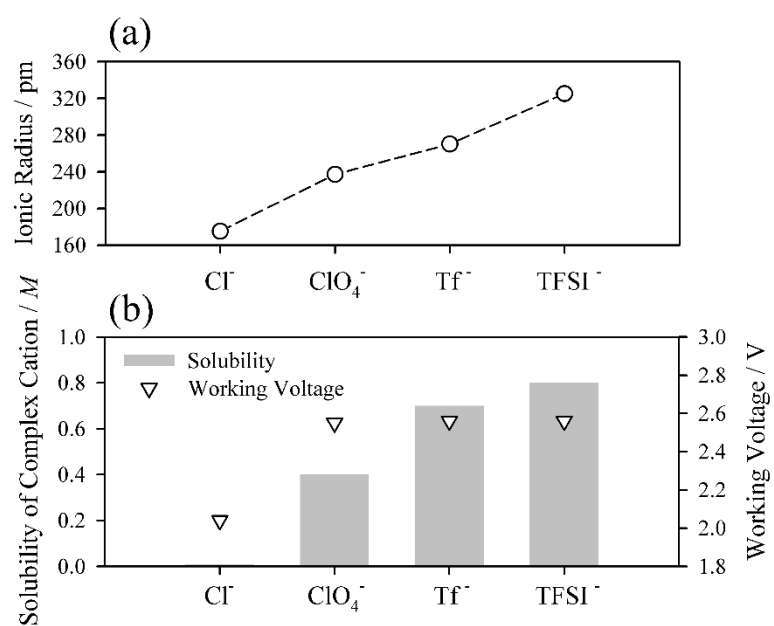 (a)
Ionic Radius / pm
360
320
280
240
200
160
Cl⁻
ClO₄⁻
Tf⁻
TFSI⁻
(b)
Solubility of Complex Cation / M
1.0
0.8
0.6
0.4
0.2
0.0
Solubility
Working Voltage
3.0
2.8
2.6
2.4
2.2
2.0
1.8
Working Voltage / V
Cl⁻
ClO₄⁻
Tf⁻
TFSI⁻